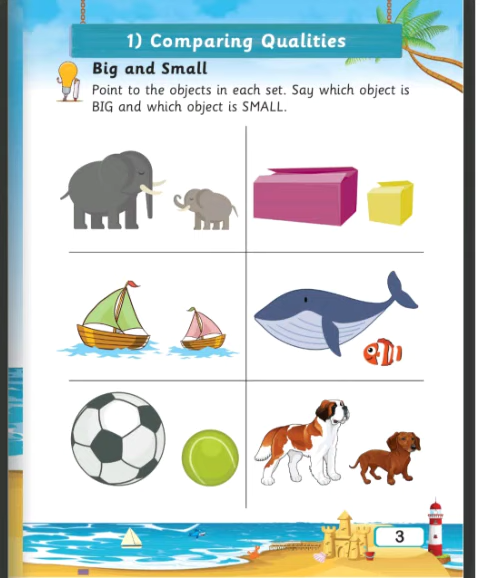 1) Comparing Qualities
Big and Small
Point to the objects in each set. Say which object is
BIG and which object is SMALL.
3